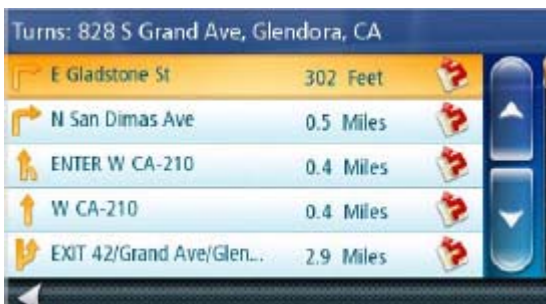 Turns: 828 S Grand Ave, Glendora, CA
E Gladstone St 302 Feet
N San Dimas Ave 0.5 Miles
ENTER W CA-210 0.4 Miles
W CA-210 0.4 Miles
EXIT 42/Grand Ave/Glen... 2.9 Miles